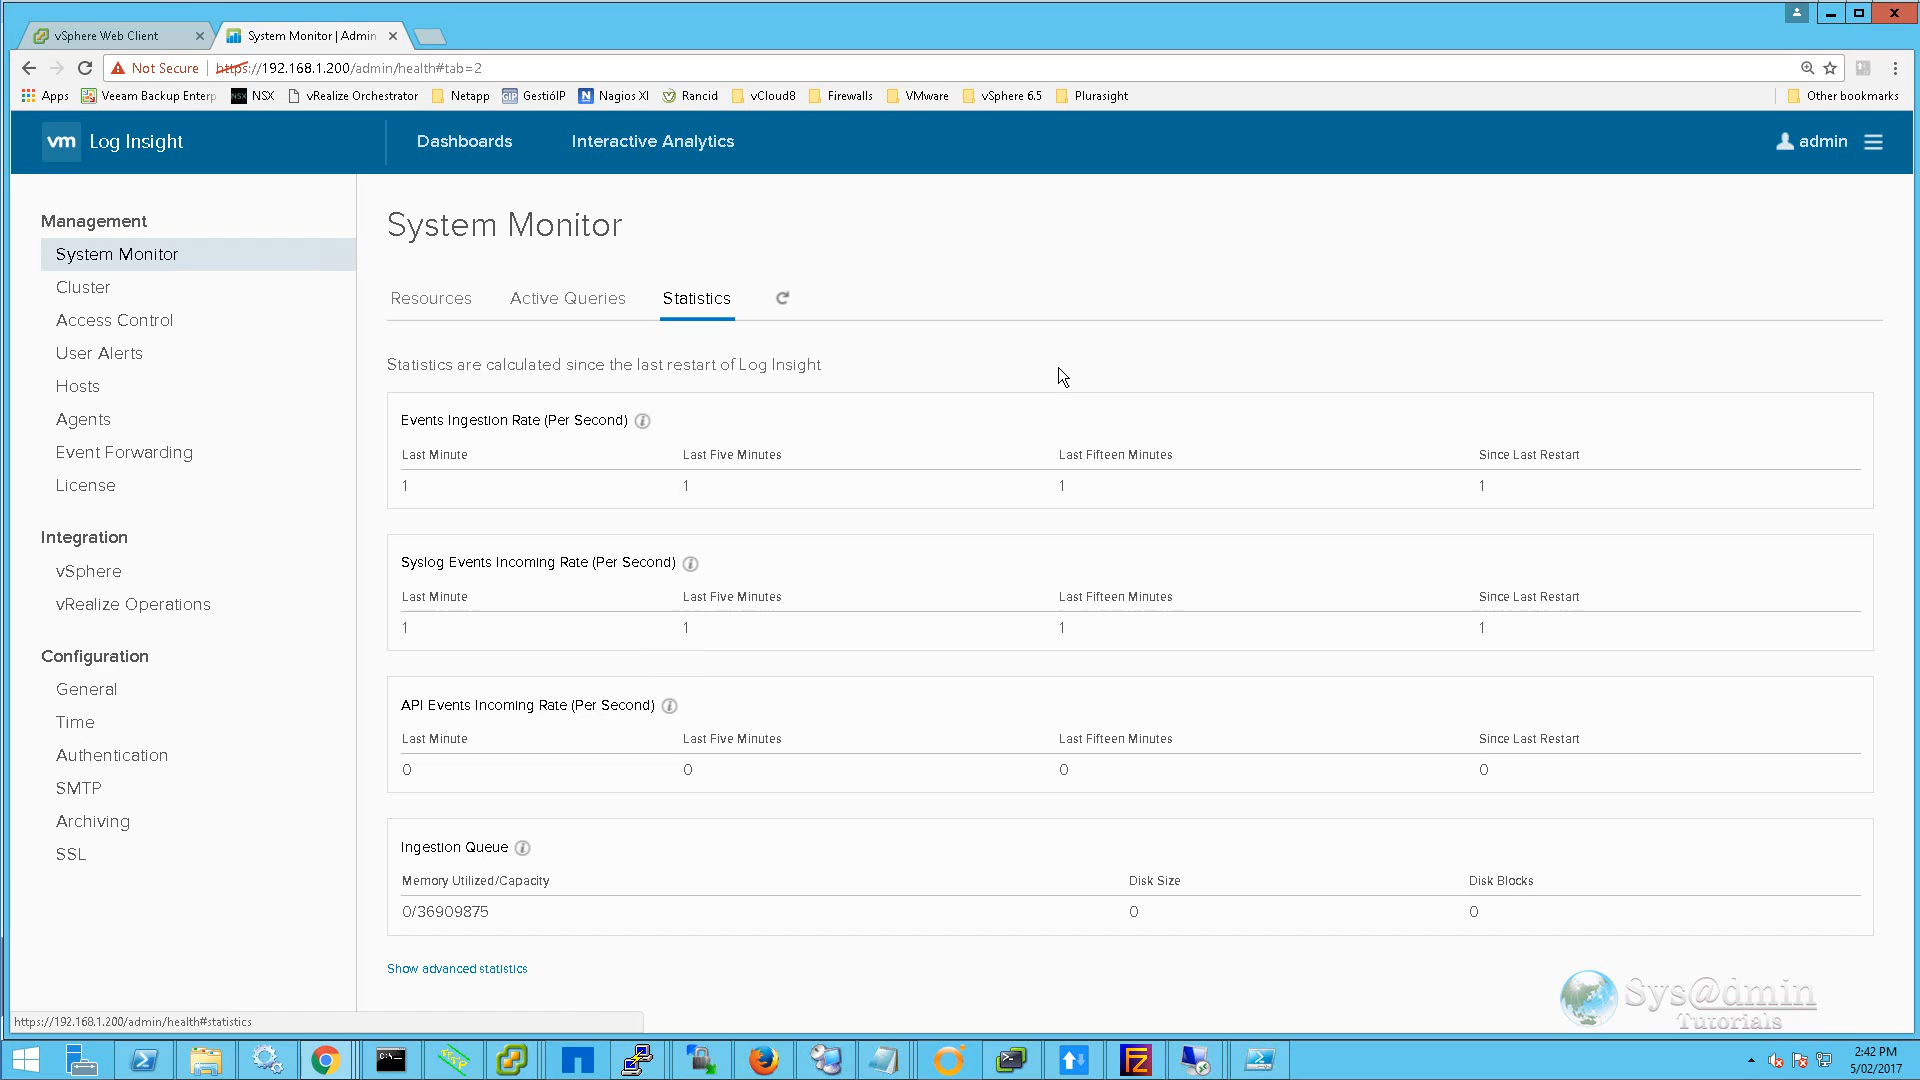 vSphere Web Client
System Monitor | Admin
Not Secure https://192.168.1.200/admin/health#tab=2
Apps Veeam Backup Enterp NSX NSX vRealize Orchestrator Netapp GIP GestióIP N Nagios XI Rancid vCloud8 Firewalls VMware vSphere 6.5 Plurasight Other bookmarks
vm Log Insight Dashboards Interactive Analytics admin
Management
System Monitor
Cluster
Access Control
User Alerts
Hosts
Agents
Event Forwarding
License
Integration
vSphere
vRealize Operations
Configuration
General
Time
Authentication
SMTP
Archiving
SSL
System Monitor
Resources Active Queries Statistics
Statistics are calculated since the last restart of Log Insight
Events Ingestion Rate (Per Second) i
Last Minute Last Five Minutes Last Fifteen Minutes Since Last Restart
1 1 1 1
Syslog Events Incoming Rate (Per Second) i
Last Minute Last Five Minutes Last Fifteen Minutes Since Last Restart
1 1 1 1
API Events Incoming Rate (Per Second) i
Last Minute Last Five Minutes Last Fifteen Minutes Since Last Restart
0 0 0 0
Ingestion Queue i
Memory Utilized/Capacity Disk Size Disk Blocks
0/36909875 0 0
Show advanced statistics
Sys@dmin
Tutorials
https://192.168.1.200/admin/health#statistics
2:42 PM
5/02/2017